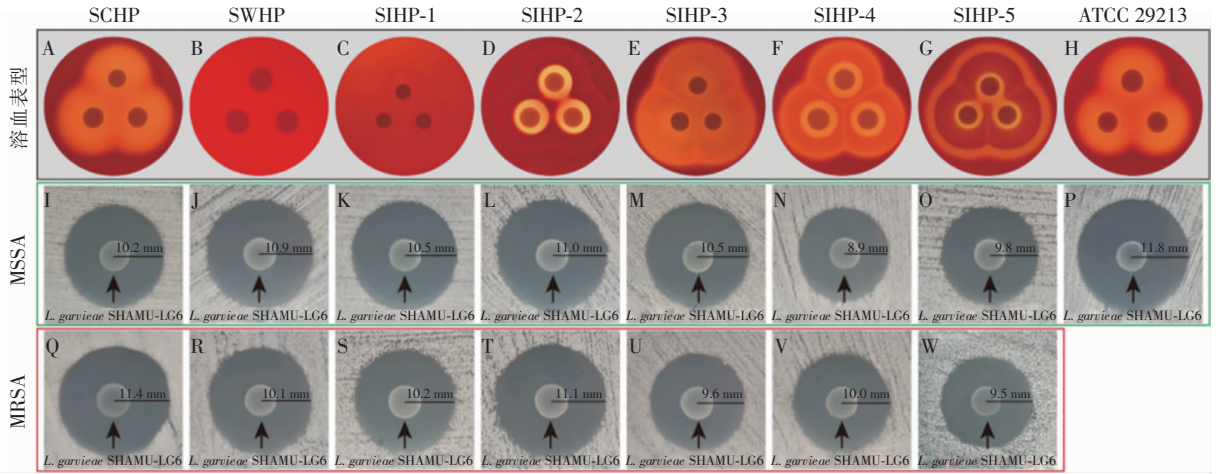 SCHP SWHP SIHP-1 SIHP-2 SIHP-3 SIHP-4 SIHP-5 ATCC 29213
溶血表型
A B C D E F G H
MSSA
I J K L M N O P
10.2 mm 10.9 mm 10.5 mm 11.0 mm 10.5 mm 8.9 mm 9.8 mm 11.8 mm
L. garvieae SHAMU-LG6 L. garvieae SHAMU-LG6 L. garvieae SHAMU-LG6 L. garvieae SHAMU-LG6 L. garvieae SHAMU-LG6 L. garvieae SHAMU-LG6 L. garvieae SHAMU-LG6 L. garvieae SHAMU-LG6
MRSA
Q R S T U V W
11.4 mm 10.1 mm 10.2 mm 11.1 mm 9.6 mm 10.0 mm 9.5 mm
L. garvieae SHAMU-LG6 L. garvieae SHAMU-LG6 L. garvieae SHAMU-LG6 L. garvieae SHAMU-LG6 L. garvieae SHAMU-LG6 L. garvieae SHAMU-LG6 L. garvieae SHAMU-LG6